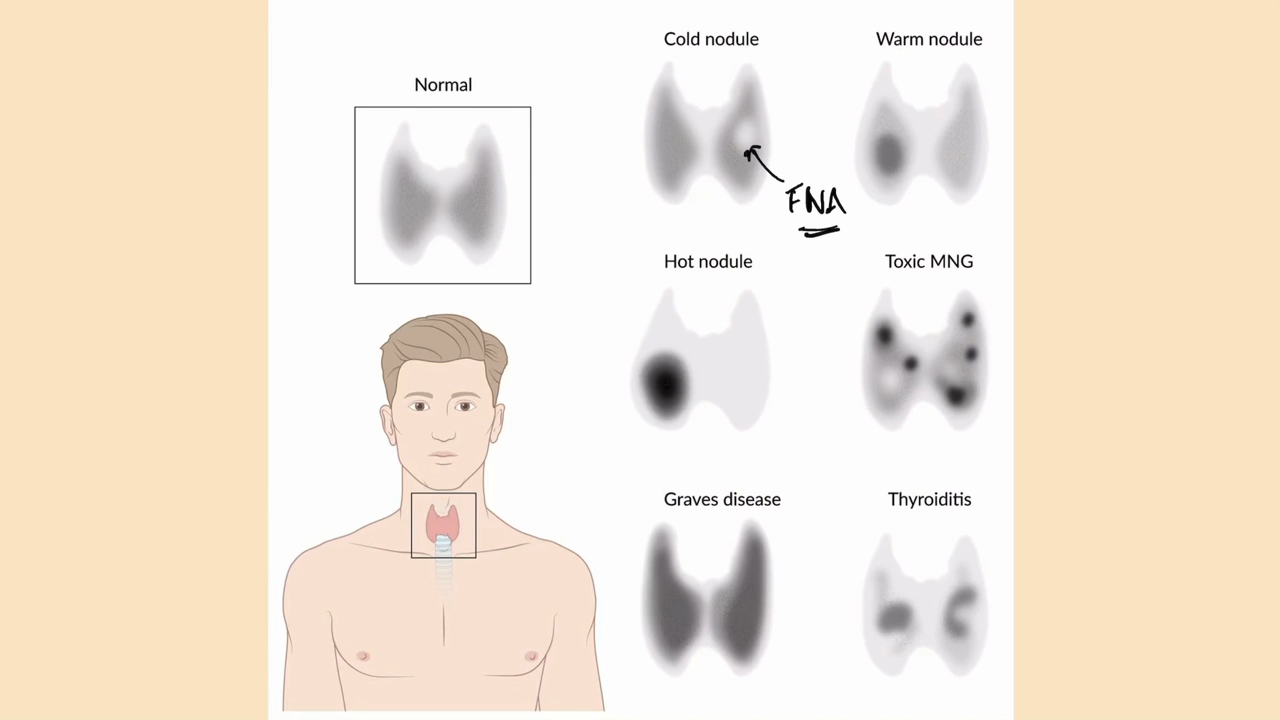 Normal
Cold nodule
Warm nodule
FNA
Hot nodule
Toxic MNG
Graves disease
Thyroiditis